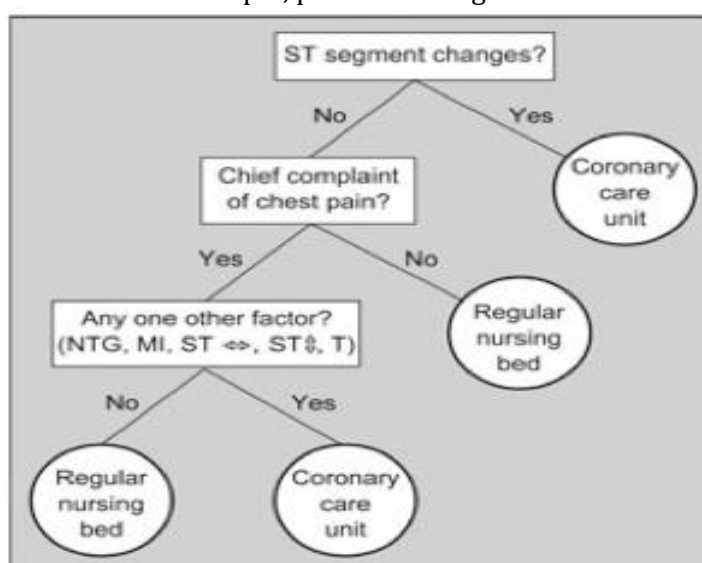 ST segment changes?
No
Yes
Chief complaint
of chest pain?
Coronary
care
unit
Yes
No
Any one other factor?
(NTG, MI, ST ⇔, ST⇕, T)
Regular
nursing
bed
No
Yes
Regular
nursing
bed
Coronary
care
unit